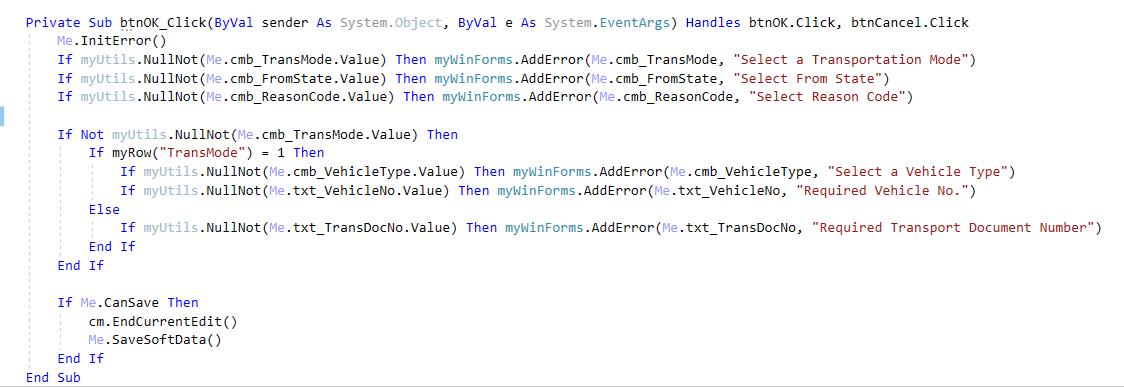 Private Sub btnOK_Click(ByVal sender As System.Object, ByVal e As System.EventArgs) Handles btnOK.Click, btnCancel.Click
    Me.InitError()
    If myUtils.NullNot(Me.cmb_TransMode.Value) Then myWinForms.AddError(Me.cmb_TransMode, "Select a Transportation Mode")
    If myUtils.NullNot(Me.cmb_FromState.Value) Then myWinForms.AddError(Me.cmb_FromState, "Select From State")
    If myUtils.NullNot(Me.cmb_ReasonCode.Value) Then myWinForms.AddError(Me.cmb_ReasonCode, "Select Reason Code")
    If Not myUtils.NullNot(Me.cmb_TransMode.Value) Then
        If myRow("TransMode") = 1 Then
            If myUtils.NullNot(Me.cmb_VehicleType.Value) Then myWinForms.AddError(Me.cmb_VehicleType, "Select a Vehicle Type")
            If myUtils.NullNot(Me.txt_VehicleNo.Value) Then myWinForms.AddError(Me.txt_VehicleNo, "Required Vehicle No.")
        Else
            If myUtils.NullNot(Me.txt_TransDocNo.Value) Then myWinForms.AddError(Me.txt_TransDocNo, "Required Transport Document Number")
        End If
    End If
    If Me.CanSave Then
        cm.EndCurrentEdit()
        Me.SaveSoftData()
    End If
End Sub